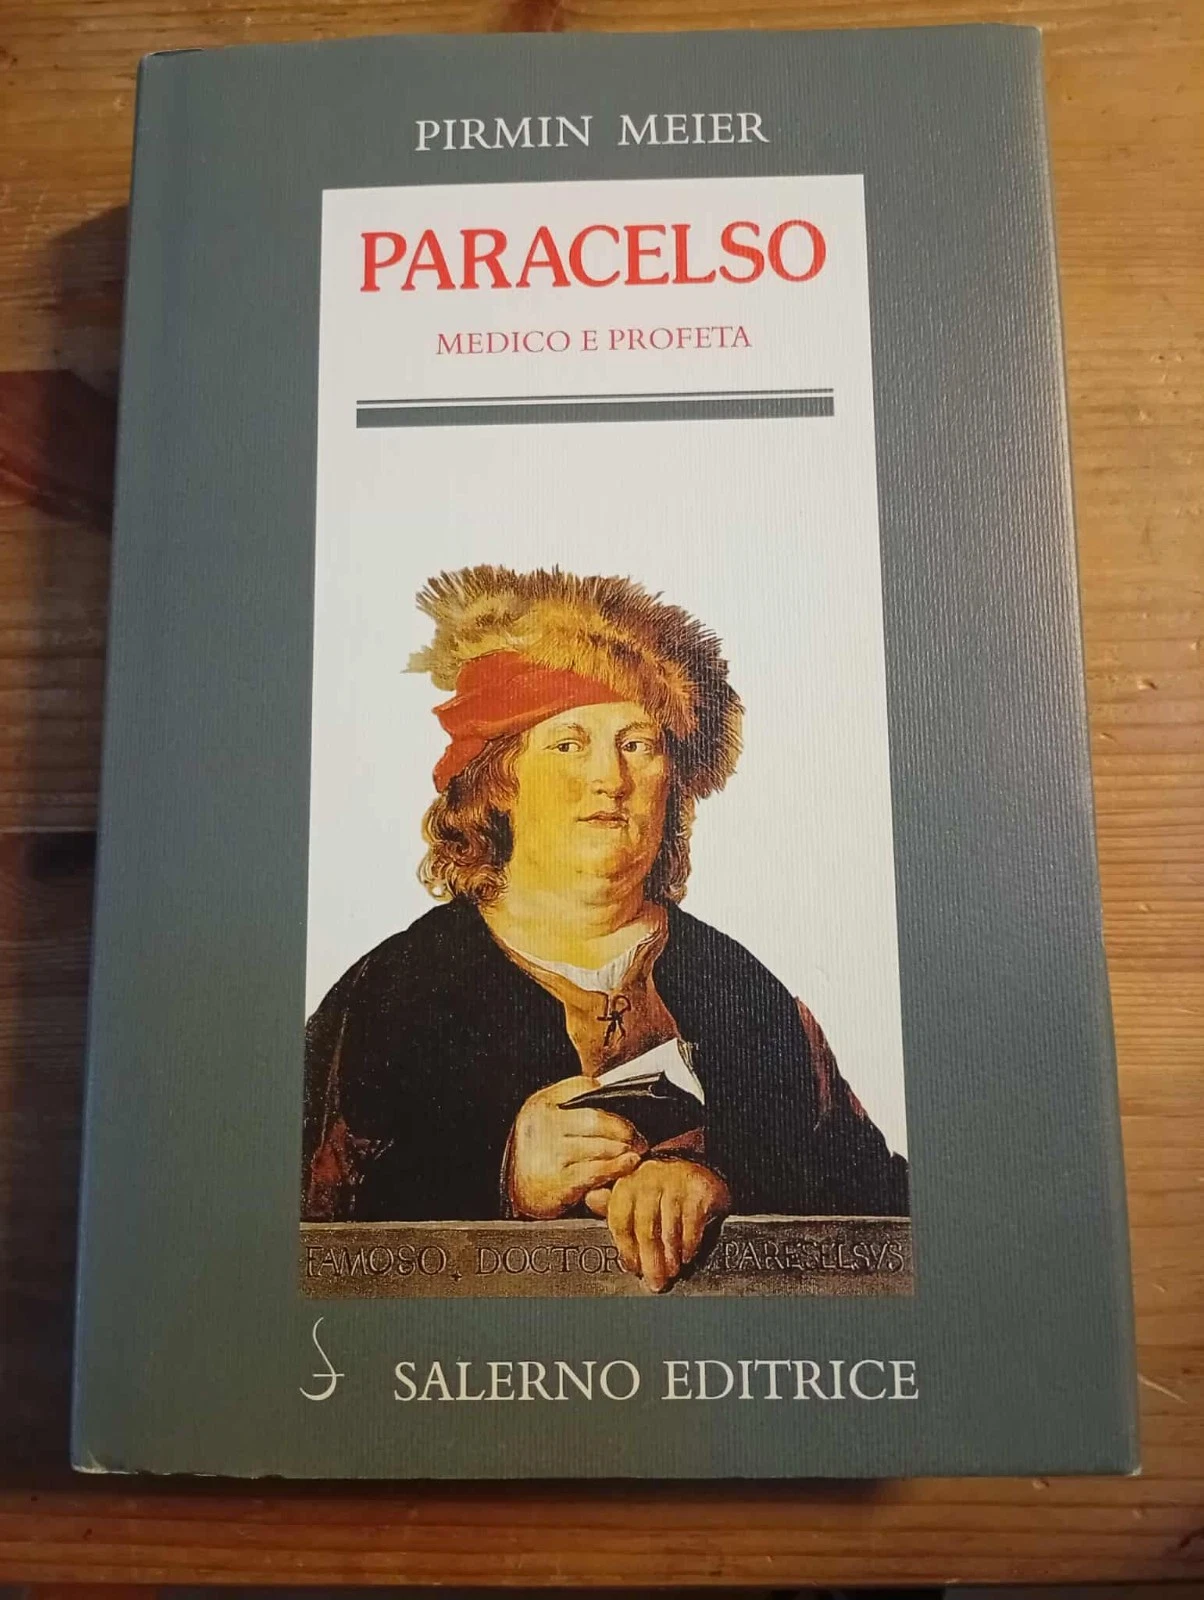 PIRMIN MEIER
PARACELSO
MEDICO E PROFETA
FAMOSO. DOCTOR PARESELSVS
SALERNO EDITRICE